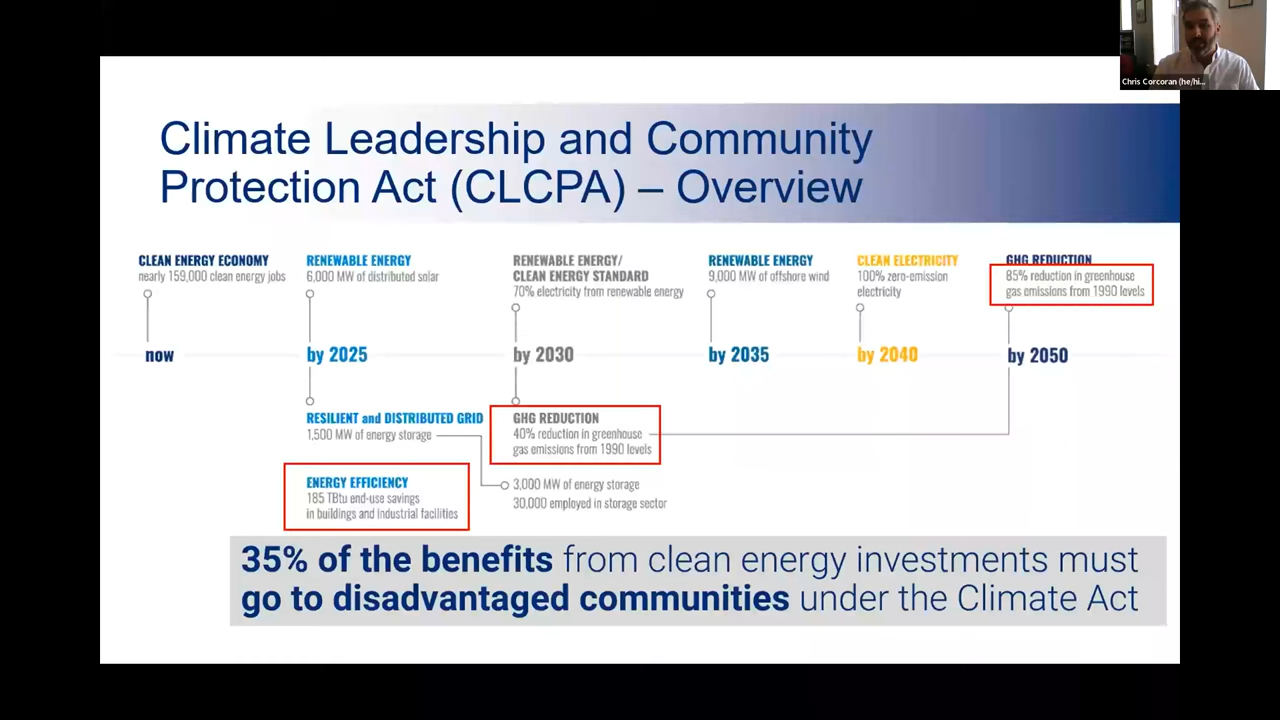 Chris Corcoran (he/hi...
Climate Leadership and Community
Protection Act (CLCPA) – Overview
CLEAN ENERGY ECONOMY
nearly 159,000 clean energy jobs
now
RENEWABLE ENERGY
6,000 MW of distributed solar
by 2025
RESILIENT and DISTRIBUTED GRID
1,500 MW of energy storage
ENERGY EFFICIENCY
185 TBtu end-use savings
in buildings and industrial facilities
RENEWABLE ENERGY/
CLEAN ENERGY STANDARD
70% electricity from renewable energy
by 2030
GHG REDUCTION
40% reduction in greenhouse
gas emissions from 1990 levels
3,000 MW of energy storage
30,000 employed in storage sector
RENEWABLE ENERGY
9,000 MW of offshore wind
by 2035
CLEAN ELECTRICITY
100% zero-emission
electricity
by 2040
GHG REDUCTION
85% reduction in greenhouse
gas emissions from 1990 levels
by 2050
35% of the benefits from clean energy investments must
go to disadvantaged communities under the Climate Act